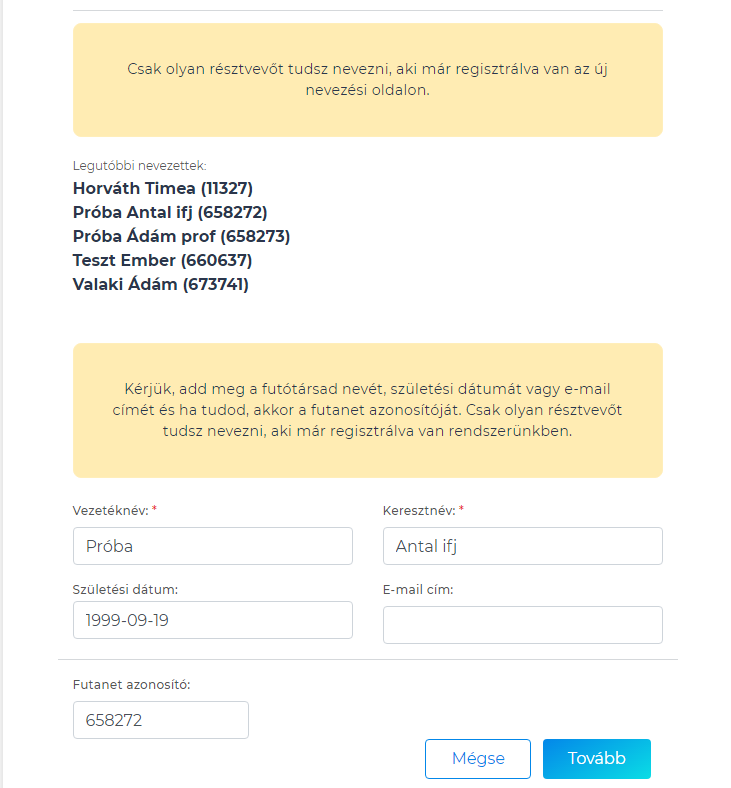 Csak olyan résztvevőt tudsz nevezni, aki már regisztrálva van az új
nevezési oldalon.
Legutóbbi nevezettek:
Horváth Timea (11327)
Próba Antal ifj (658272)
Próba Ádám prof (658273)
Teszt Ember (660637)
Valaki Ádám (673741)
Kérjük, add meg a futótársad nevét, születési dátumát vagy e-mail
címét és ha tudod, akkor a futanet azonosítóját. Csak olyan résztvevőt
tudsz nevezni, aki már regisztrálva van rendszerünkben.
Vezetéknév: *
Keresztnév: *
Próba
Antal ifj
Születési dátum:
E-mail cím:
1999-09-19
Futanet azonosító:
658272
Mégse
Tovább